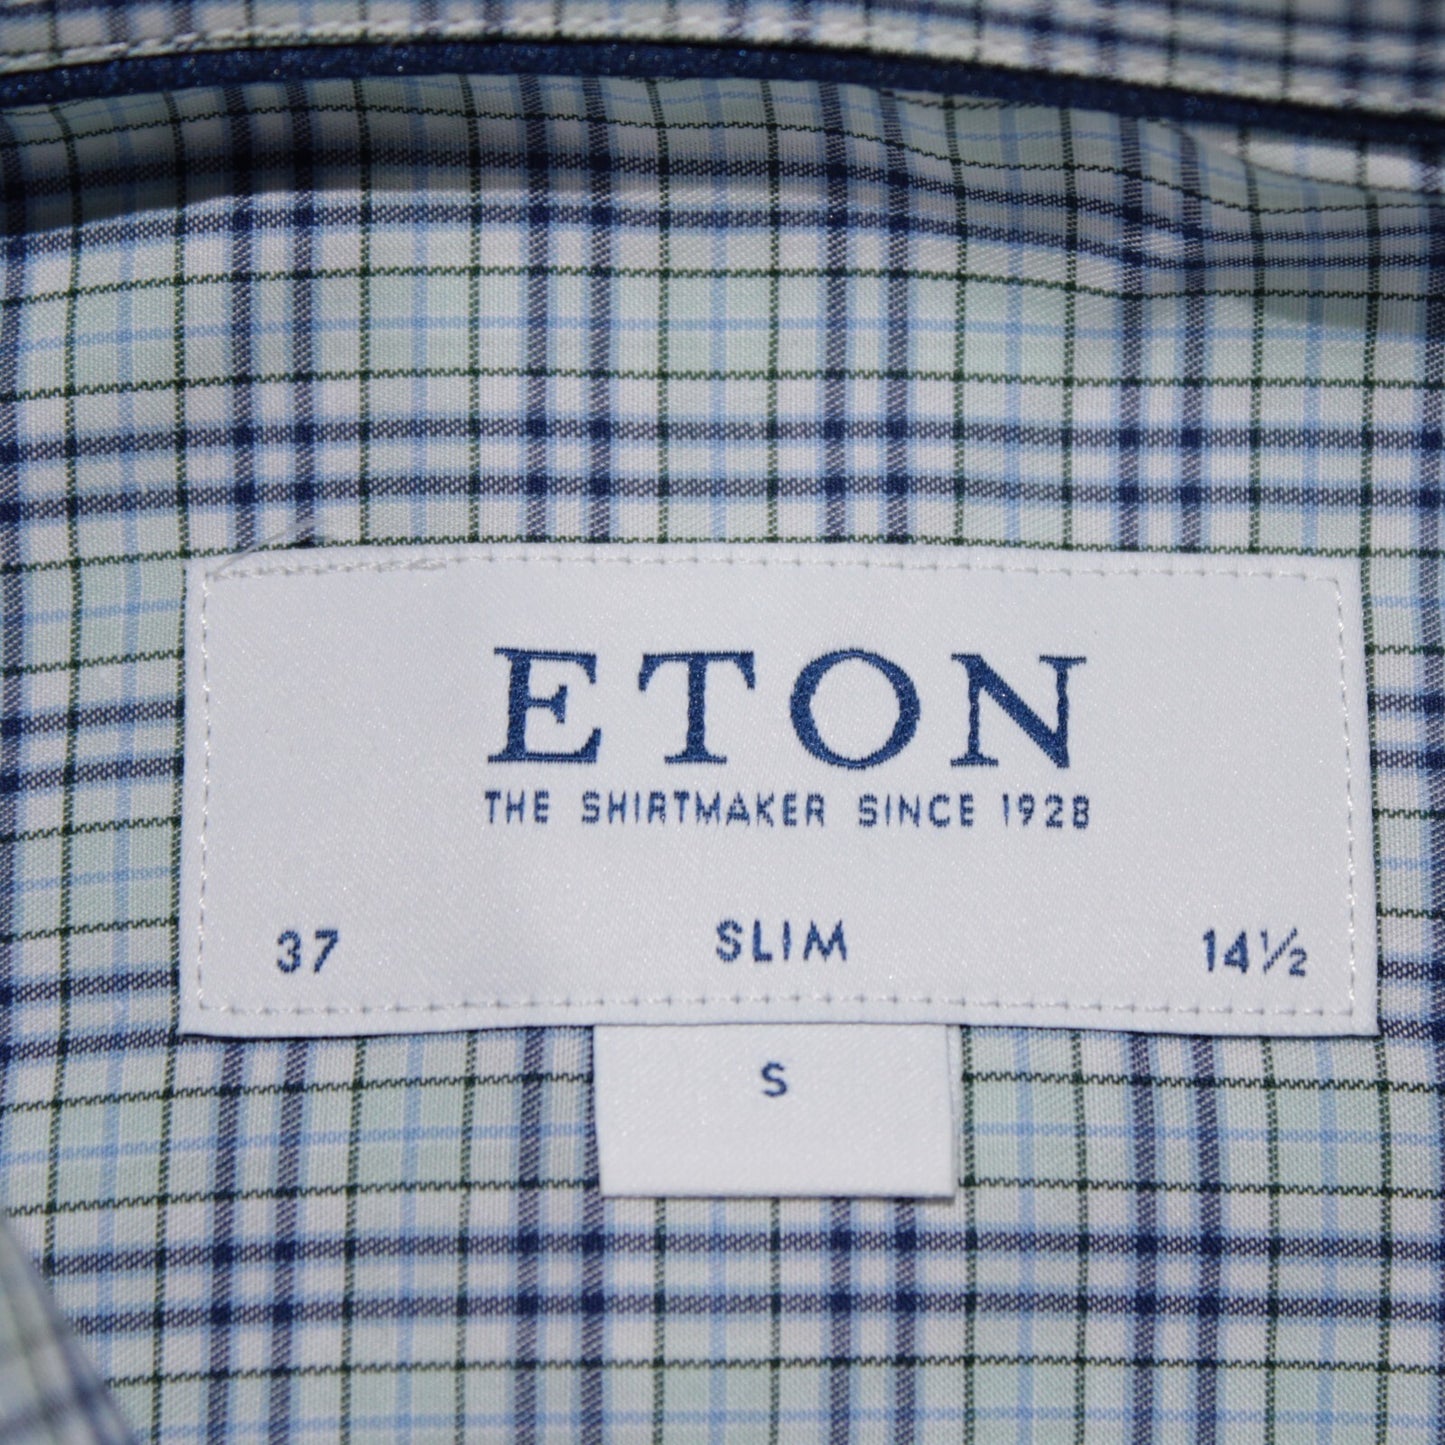 ETON
THE SHIRTMAKER SINCE 1928
37 SLIM 14½
S